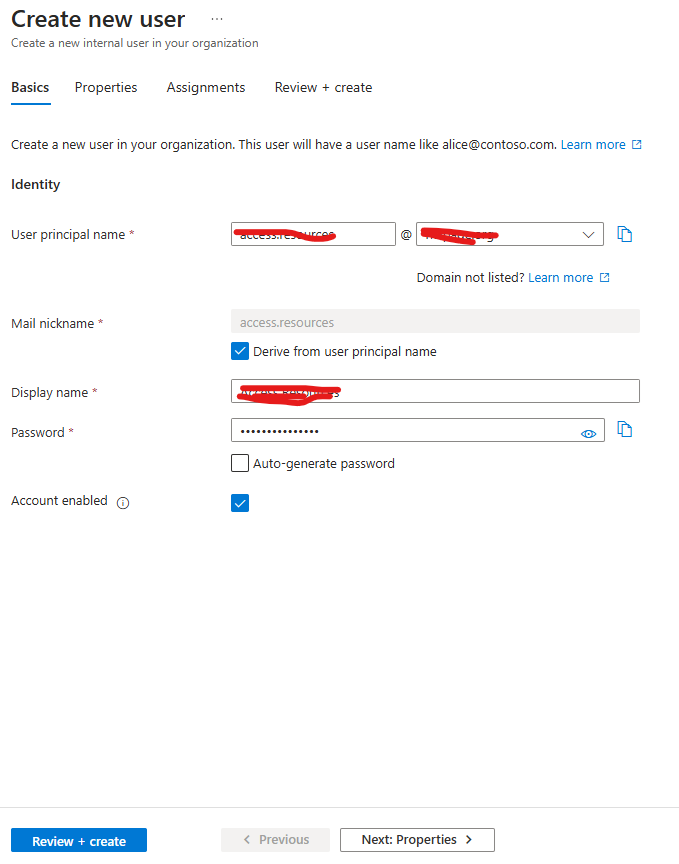 Create new user ...
Create a new internal user in your organization
Basics Properties Assignments Review + create
Create a new user in your organization. This user will have a user name like alice@contoso.com. Learn more
Identity
User principal name * @
Domain not listed? Learn more
Mail nickname * access.resources
Derive from user principal name
Display name *
Password * •••••••••••••••
Auto-generate password
Account enabled
Review + create < Previous Next: Properties >